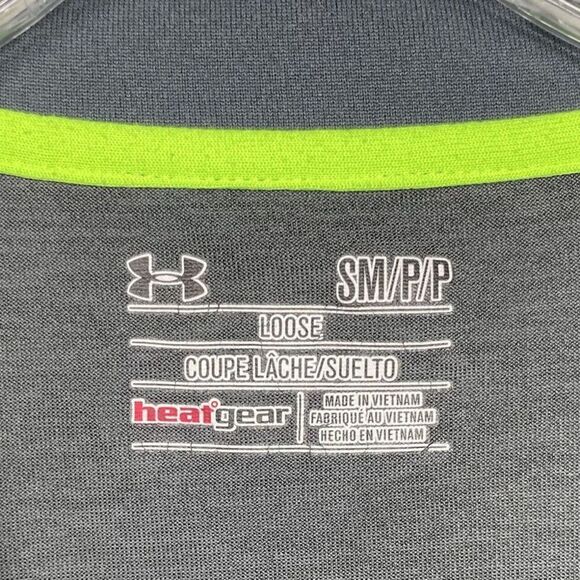 SM/P/P
LOOSE
COUPE LÂCHE/SUELTO
heatgear
MADE IN VIETNAM
FABRIQUÉ AU VIETNAM
HECHO EN VIETNAM